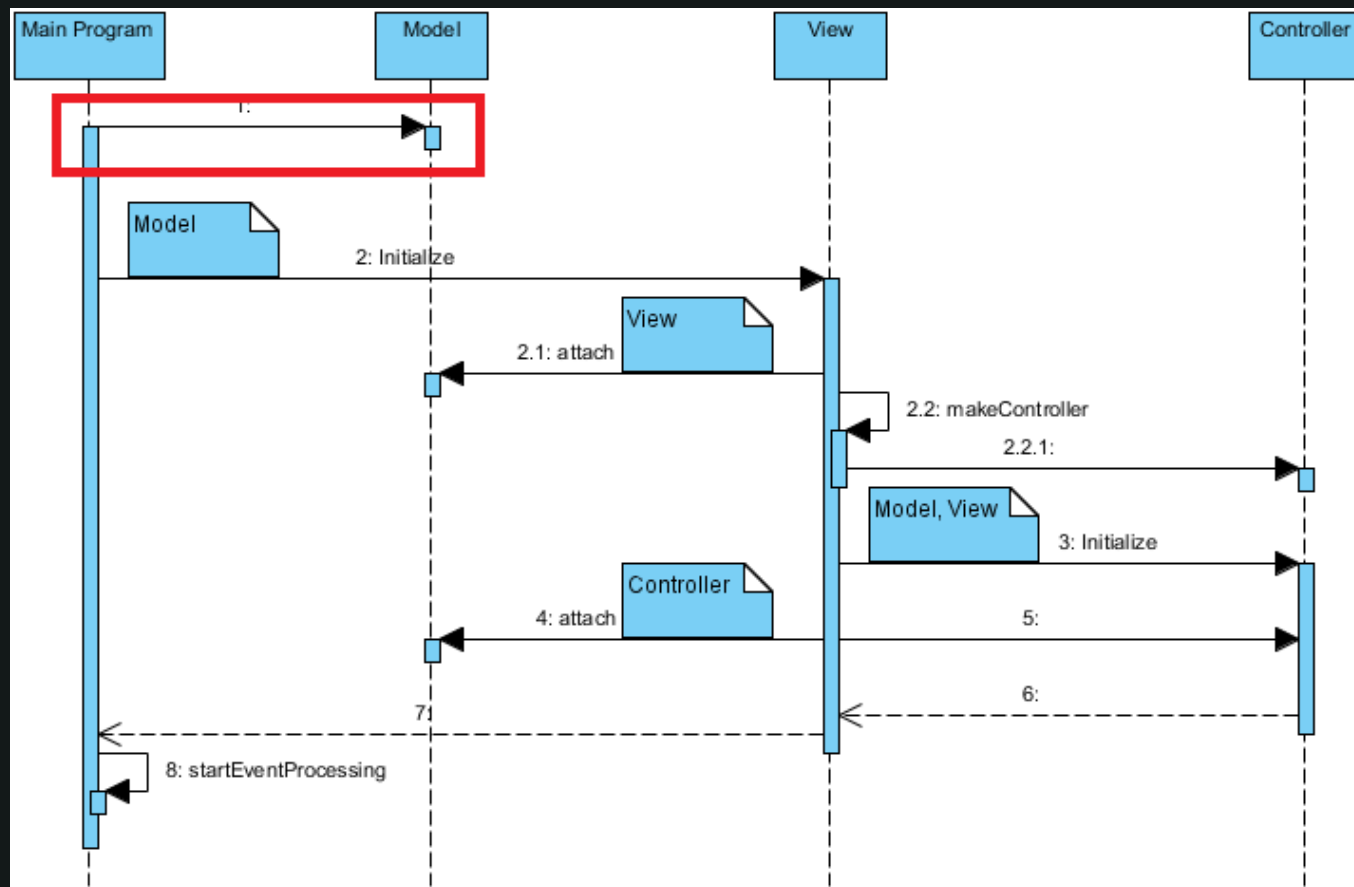 Main Program
Model
View
Controller
1:
Model
2: Initialize
View
2.1: attach
2.2: makeController
2.2.1:
Model, View
3: Initialize
Controller
4: attach
5:
6:
7:
8: startEventProcessing